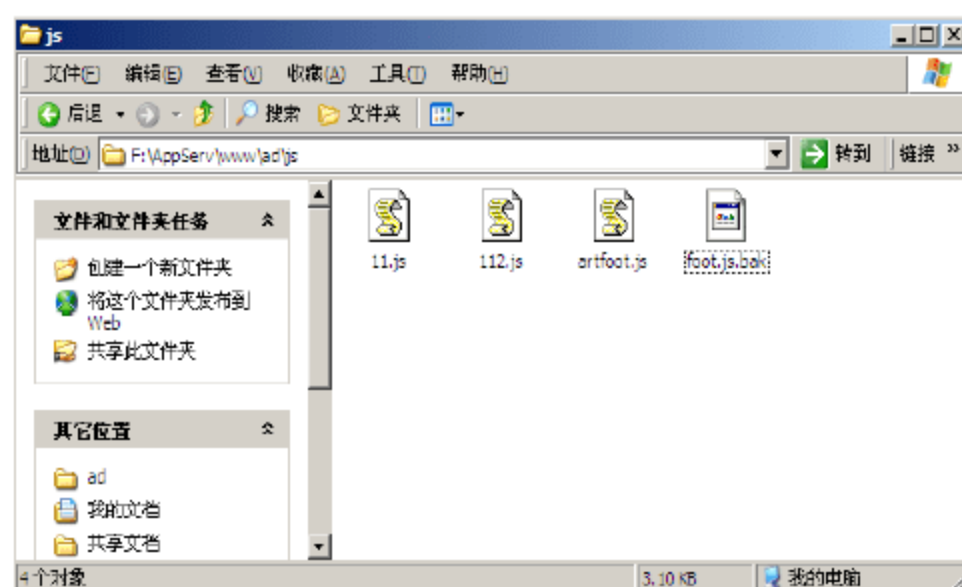 js
文件(F) 编辑(E) 查看(V) 收藏(A) 工具(T) 帮助(H)
后退 搜索 文件夹
地址(D) F:\AppServ\www\ad\js 转到 链接 »
文件和文件夹任务
创建一个新文件夹
将这个文件夹发布到
Web
共享此文件夹
其它位置
ad
我的文档
共享文档
11.js 112.js artfoot.js foot.js.bak
4 个对象 3.10 KB 我的电脑